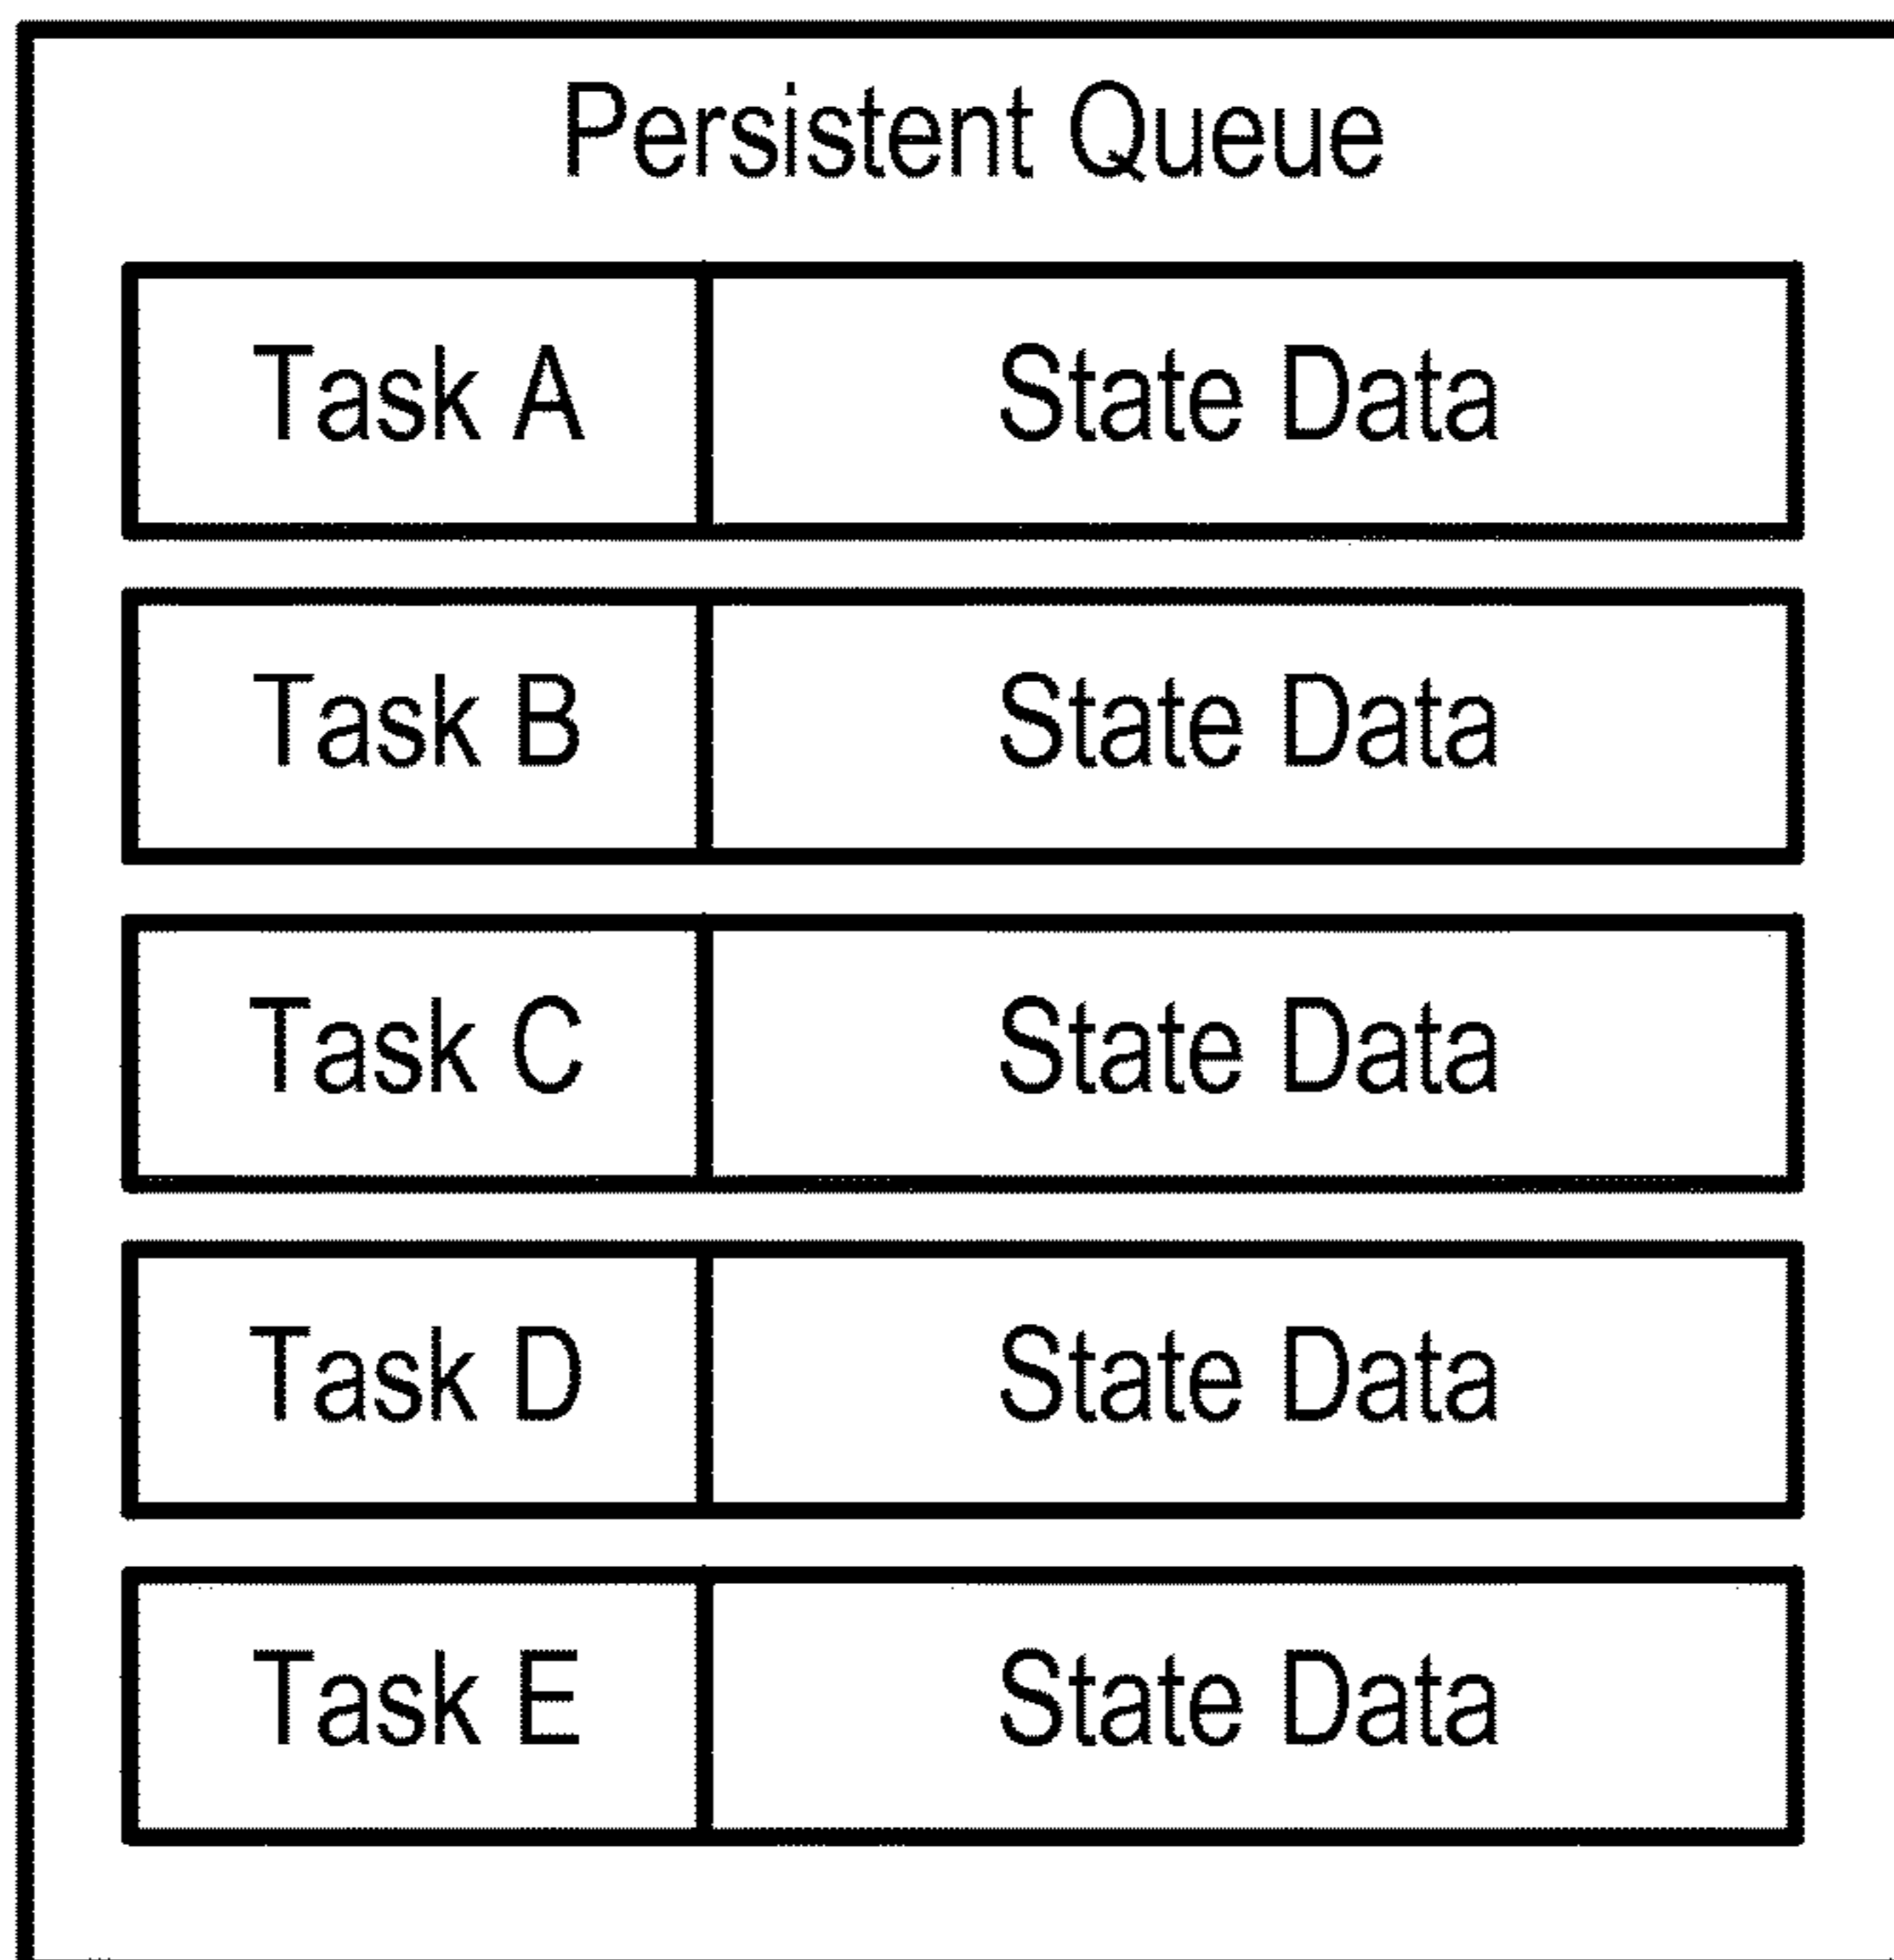 Persistent Queue
Task A State Data
Task B State Data
Task C State Data
Task D State Data
Task E State Data